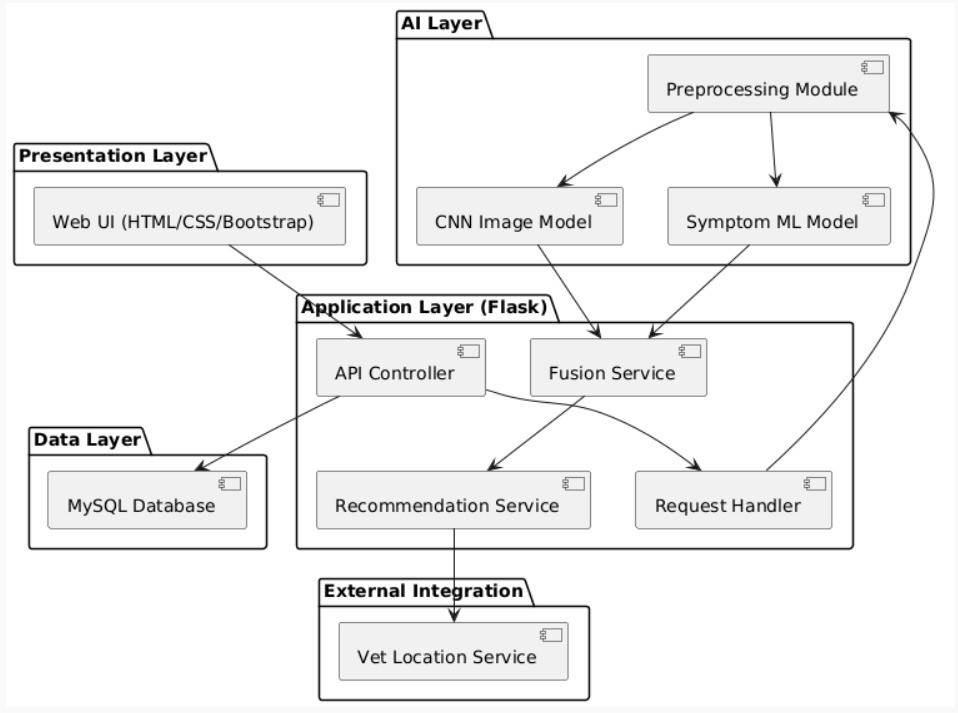 AI Layer
Preprocessing Module
Presentation Layer
Web UI (HTML/CSS/Bootstrap)
CNN Image Model
Symptom ML Model
Application Layer (Flask)
API Controller
Fusion Service
Data Layer
MySQL Database
Recommendation Service
Request Handler
External Integration
Vet Location Service